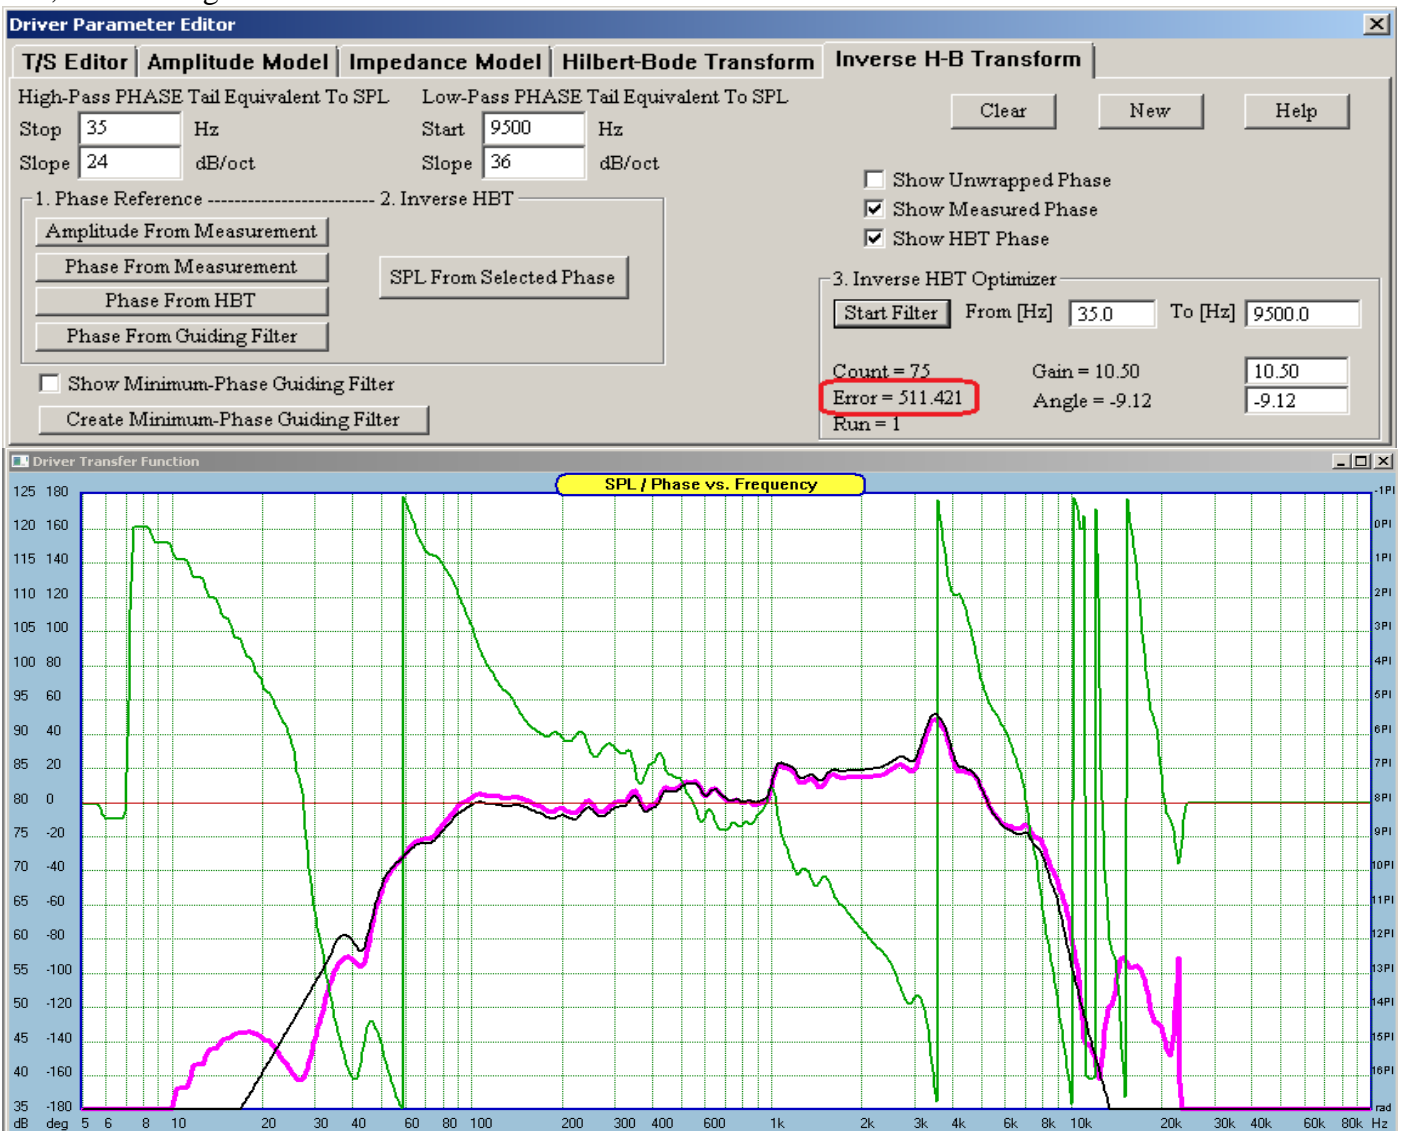 Driver Parameter Editor
T/S Editor Amplitude Model Impedance Model Hilbert-Bode Transform Inverse H-B Transform
High-Pass PHASE Tail Equivalent To SPL Low-Pass PHASE Tail Equivalent To SPL
Clear New Help
Stop 35 Hz Start 9500 Hz
Slope 24 dB/oct Slope 36 dB/oct
Show Unwrapped Phase
Show Measured Phase
Show HBT Phase
1. Phase Reference ------------------------- 2. Inverse HBT
Amplitude From Measurement
Phase From Measurement
SPL From Selected Phase
Phase From HBT
Phase From Guiding Filter
Show Minimum-Phase Guiding Filter
Create Minimum-Phase Guiding Filter
3. Inverse HBT Optimizer
Start Filter From [Hz] 35.0 To [Hz] 9500.0
Count = 75 Gain = 10.50 10.50
Error = 511.421 Angle = -9.12 -9.12
Run = 1
Driver Transfer Function
SPL / Phase vs. Frequency
125 180 -1PI
120 160 0PI
115 140 1PI
110 120 2PI
105 100 3PI
100 80 4PI
95 60 5PI
90 40 6PI
85 20 7PI
80 0 8PI
75 -20 9PI
70 -40 10PI
65 -60 11PI
60 -80 12PI
55 -100 13PI
50 -120 14PI
45 -140 15PI
40 -160 16PI
35 -180 rad
dB deg 5 6 8 10 20 30 40 60 80 100 200 300 400 600 1k 2k 3k 4k 6k 8k 10k 20k 30k 40k 60k 80k Hz